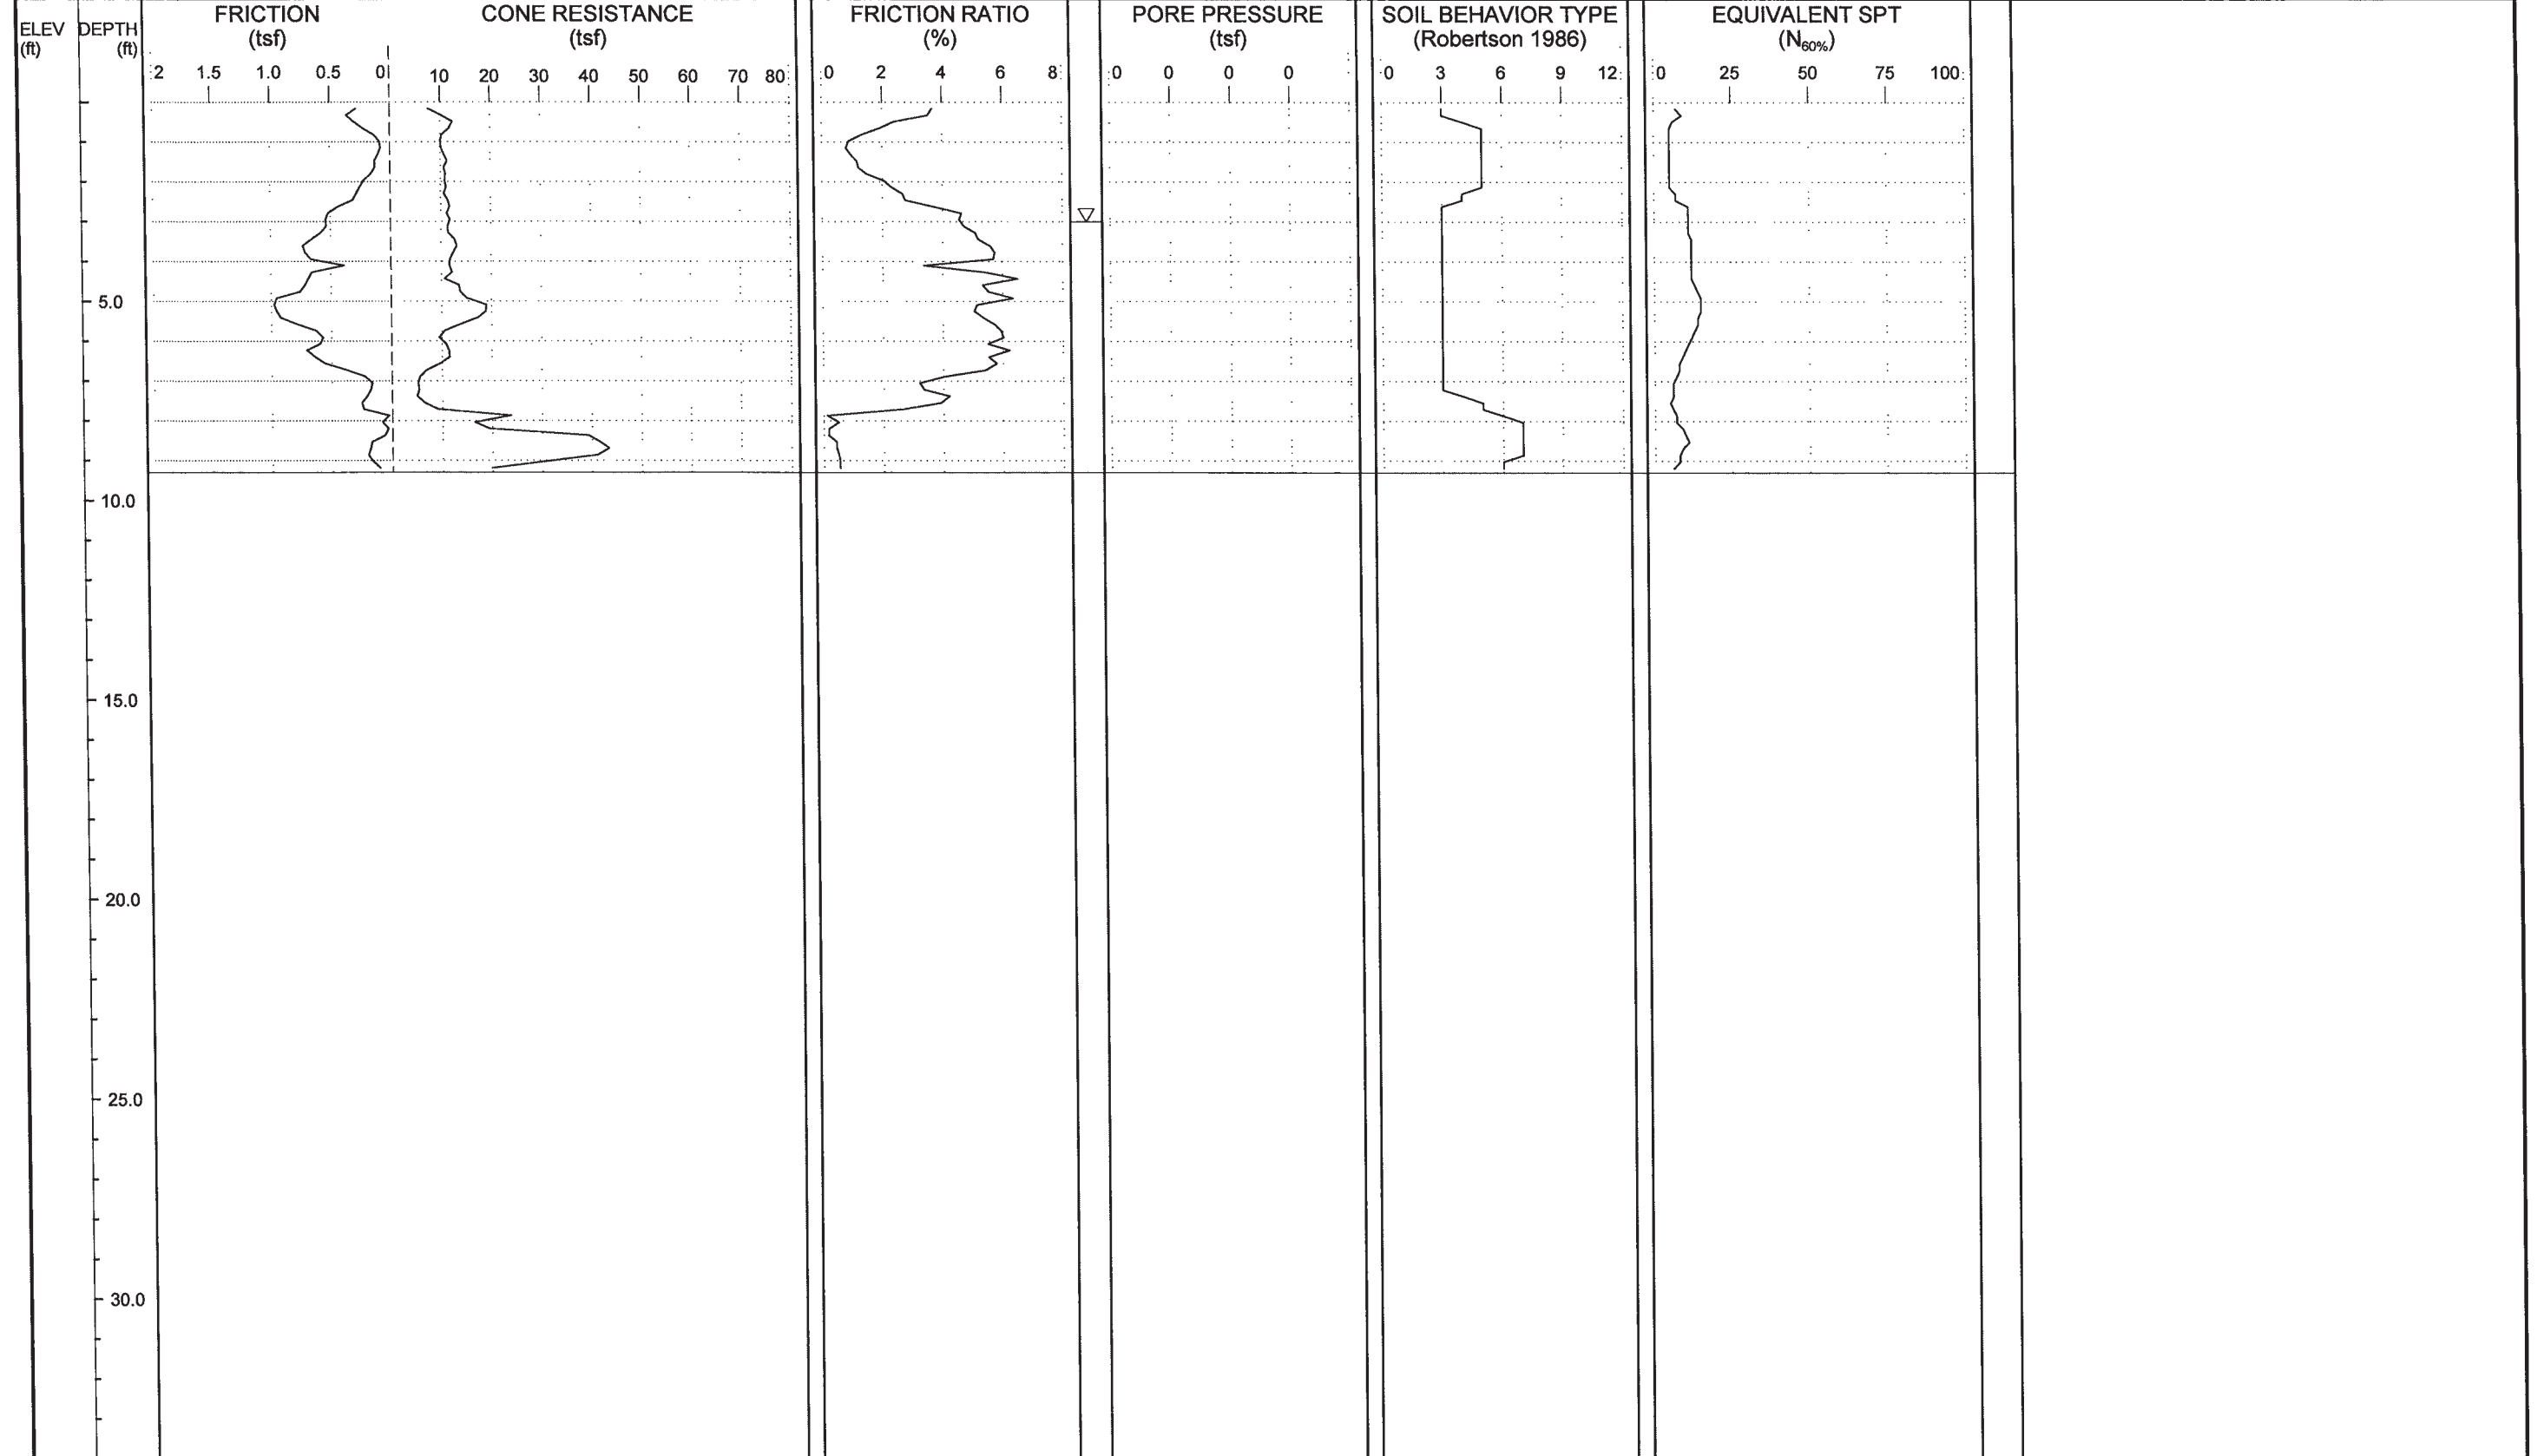 ELEV
(ft)
DEPTH
(ft)
FRICTION
(tsf)
2 1.5 1.0 0.5 0
CONE RESISTANCE
(tsf)
10 20 30 40 50 60 70 80
FRICTION RATIO
(%)
0 2 4 6 8
PORE PRESSURE
(tsf)
0 0 0 0
SOIL BEHAVIOR TYPE
(Robertson 1986)
0 3 6 9 12
EQUIVALENT SPT
(N60%)
0 25 50 75 100
5.0
10.0
15.0
20.0
25.0
30.0